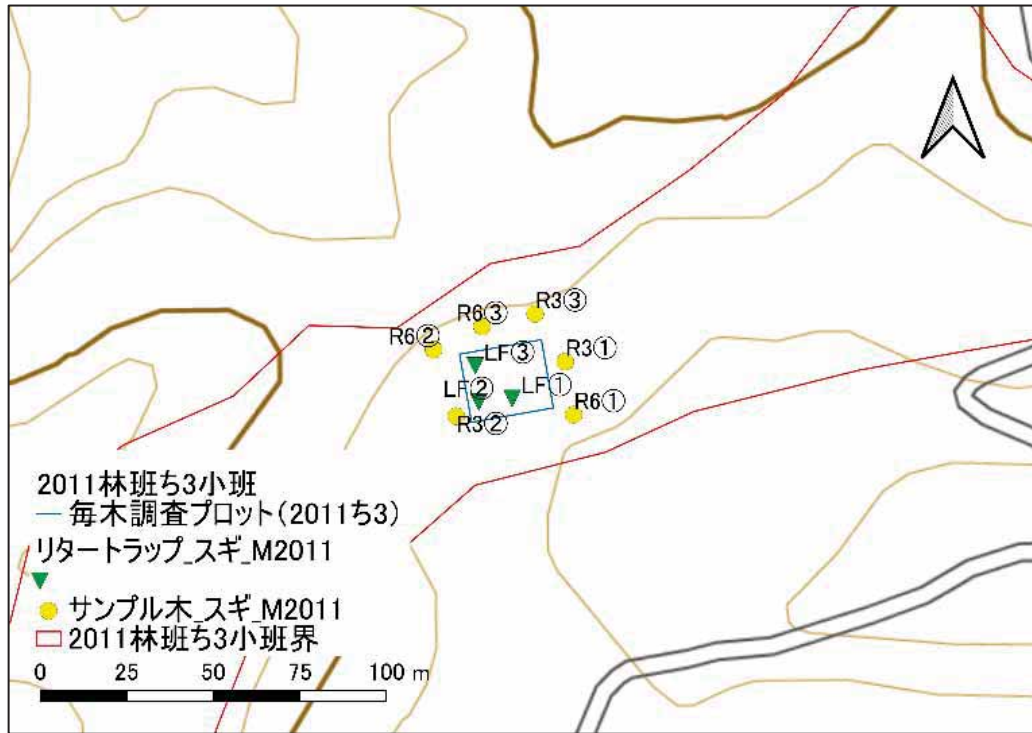 R3③
R6③
R6②
LF③
R3①
LF②
LF①
R6①
R3②
2011林班ち3小班
毎木調査プロット(2011ち3)
リタートラップ_スギ_M2011
サンプル木_スギ_M2011
2011林班ち3小班界
0 25 50 75 100 m